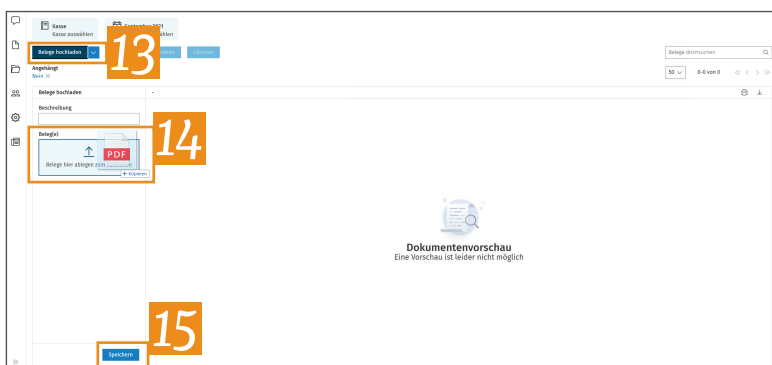 Kasse
Kasse auswählen
2021
Belege hochladen
Löschen
Belege durchsuchen
13
Angehängt
Nein ×
50
0-0 von 0
Belege hochladen
-
Beschreibung
Beleg(e)
14
PDF
Belege hier ablegen zum
+ Kopieren
Dokumentenvorschau
Eine Vorschau ist leider nicht möglich
15
Speichern